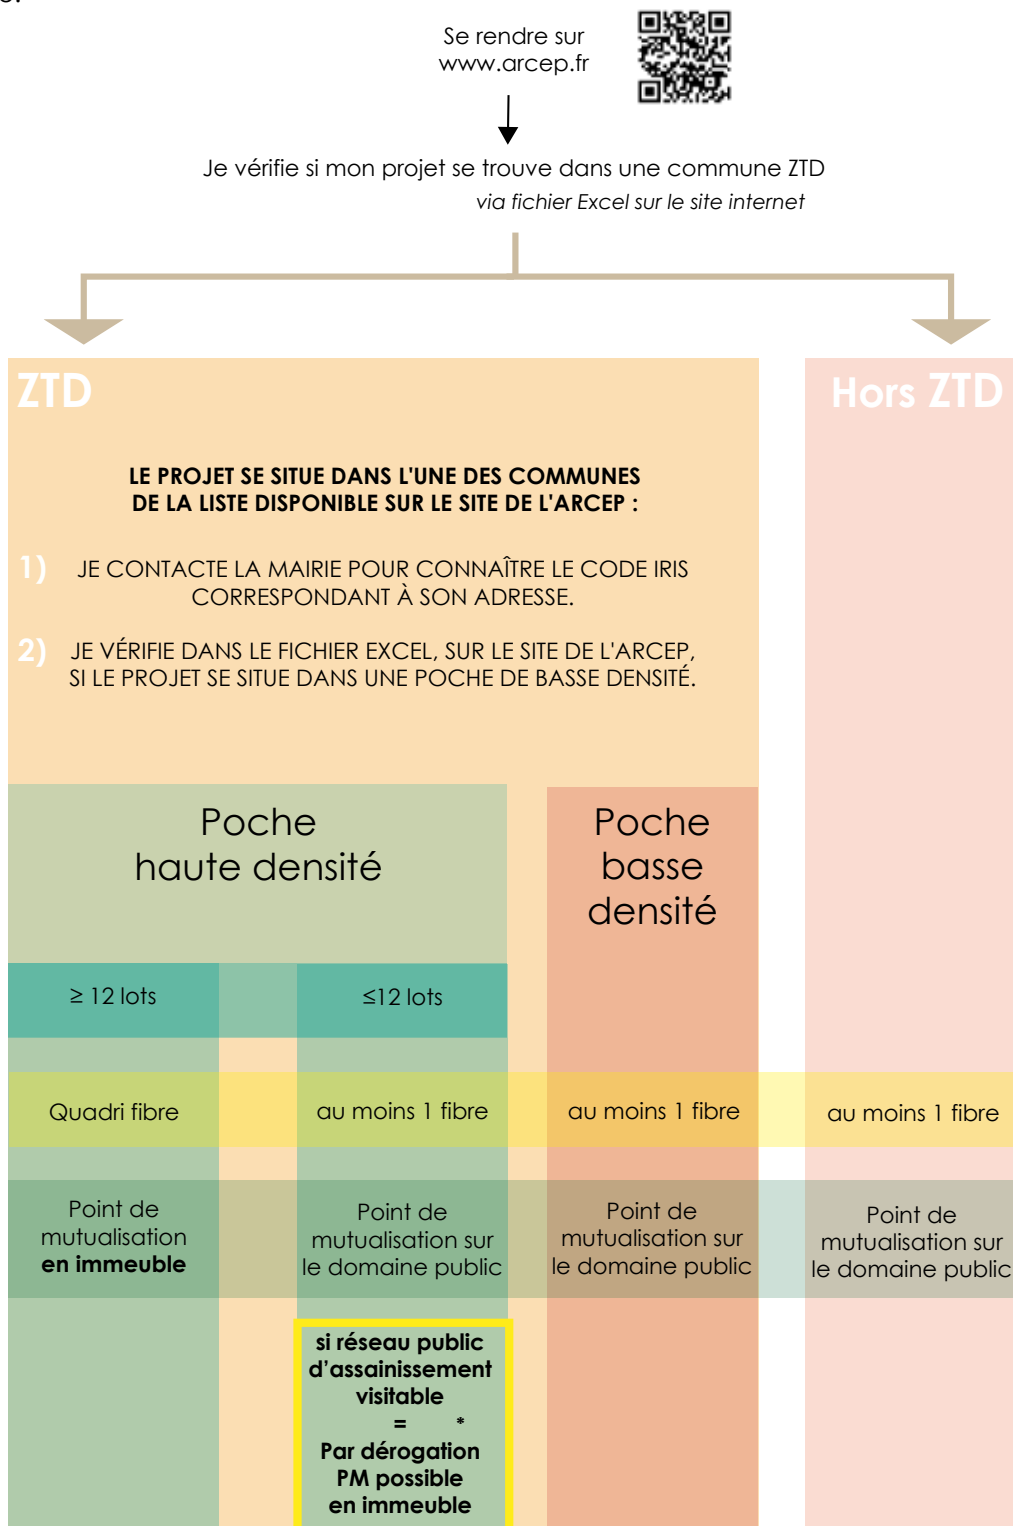 Se rendre sur
www.arcep.fr
Je vérifie si mon projet se trouve dans une commune ZTD
via fichier Excel sur le site internet
ZTD
Hors ZTD
LE PROJET SE SITUE DANS L'UNE DES COMMUNES
DE LA LISTE DISPONIBLE SUR LE SITE DE L'ARCEP :
1) JE CONTACTE LA MAIRIE POUR CONNAÎTRE LE CODE IRIS
CORRESPONDANT À SON ADRESSE.
2) JE VÉRIFIE DANS LE FICHIER EXCEL, SUR LE SITE DE L'ARCEP,
SI LE PROJET SE SITUE DANS UNE POCHE DE BASSE DENSITÉ.
Poche
haute densité
Poche
basse
densité
≥ 12 lots
≤12 lots
Quadri fibre
au moins 1 fibre
au moins 1 fibre
au moins 1 fibre
Point de
mutualisation
en immeuble
Point de
mutualisation sur
le domaine public
Point de
mutualisation sur
le domaine public
Point de
mutualisation sur
le domaine public
si réseau public
d'assainissement
visitable
= *
Par dérogation
PM possible
en immeuble